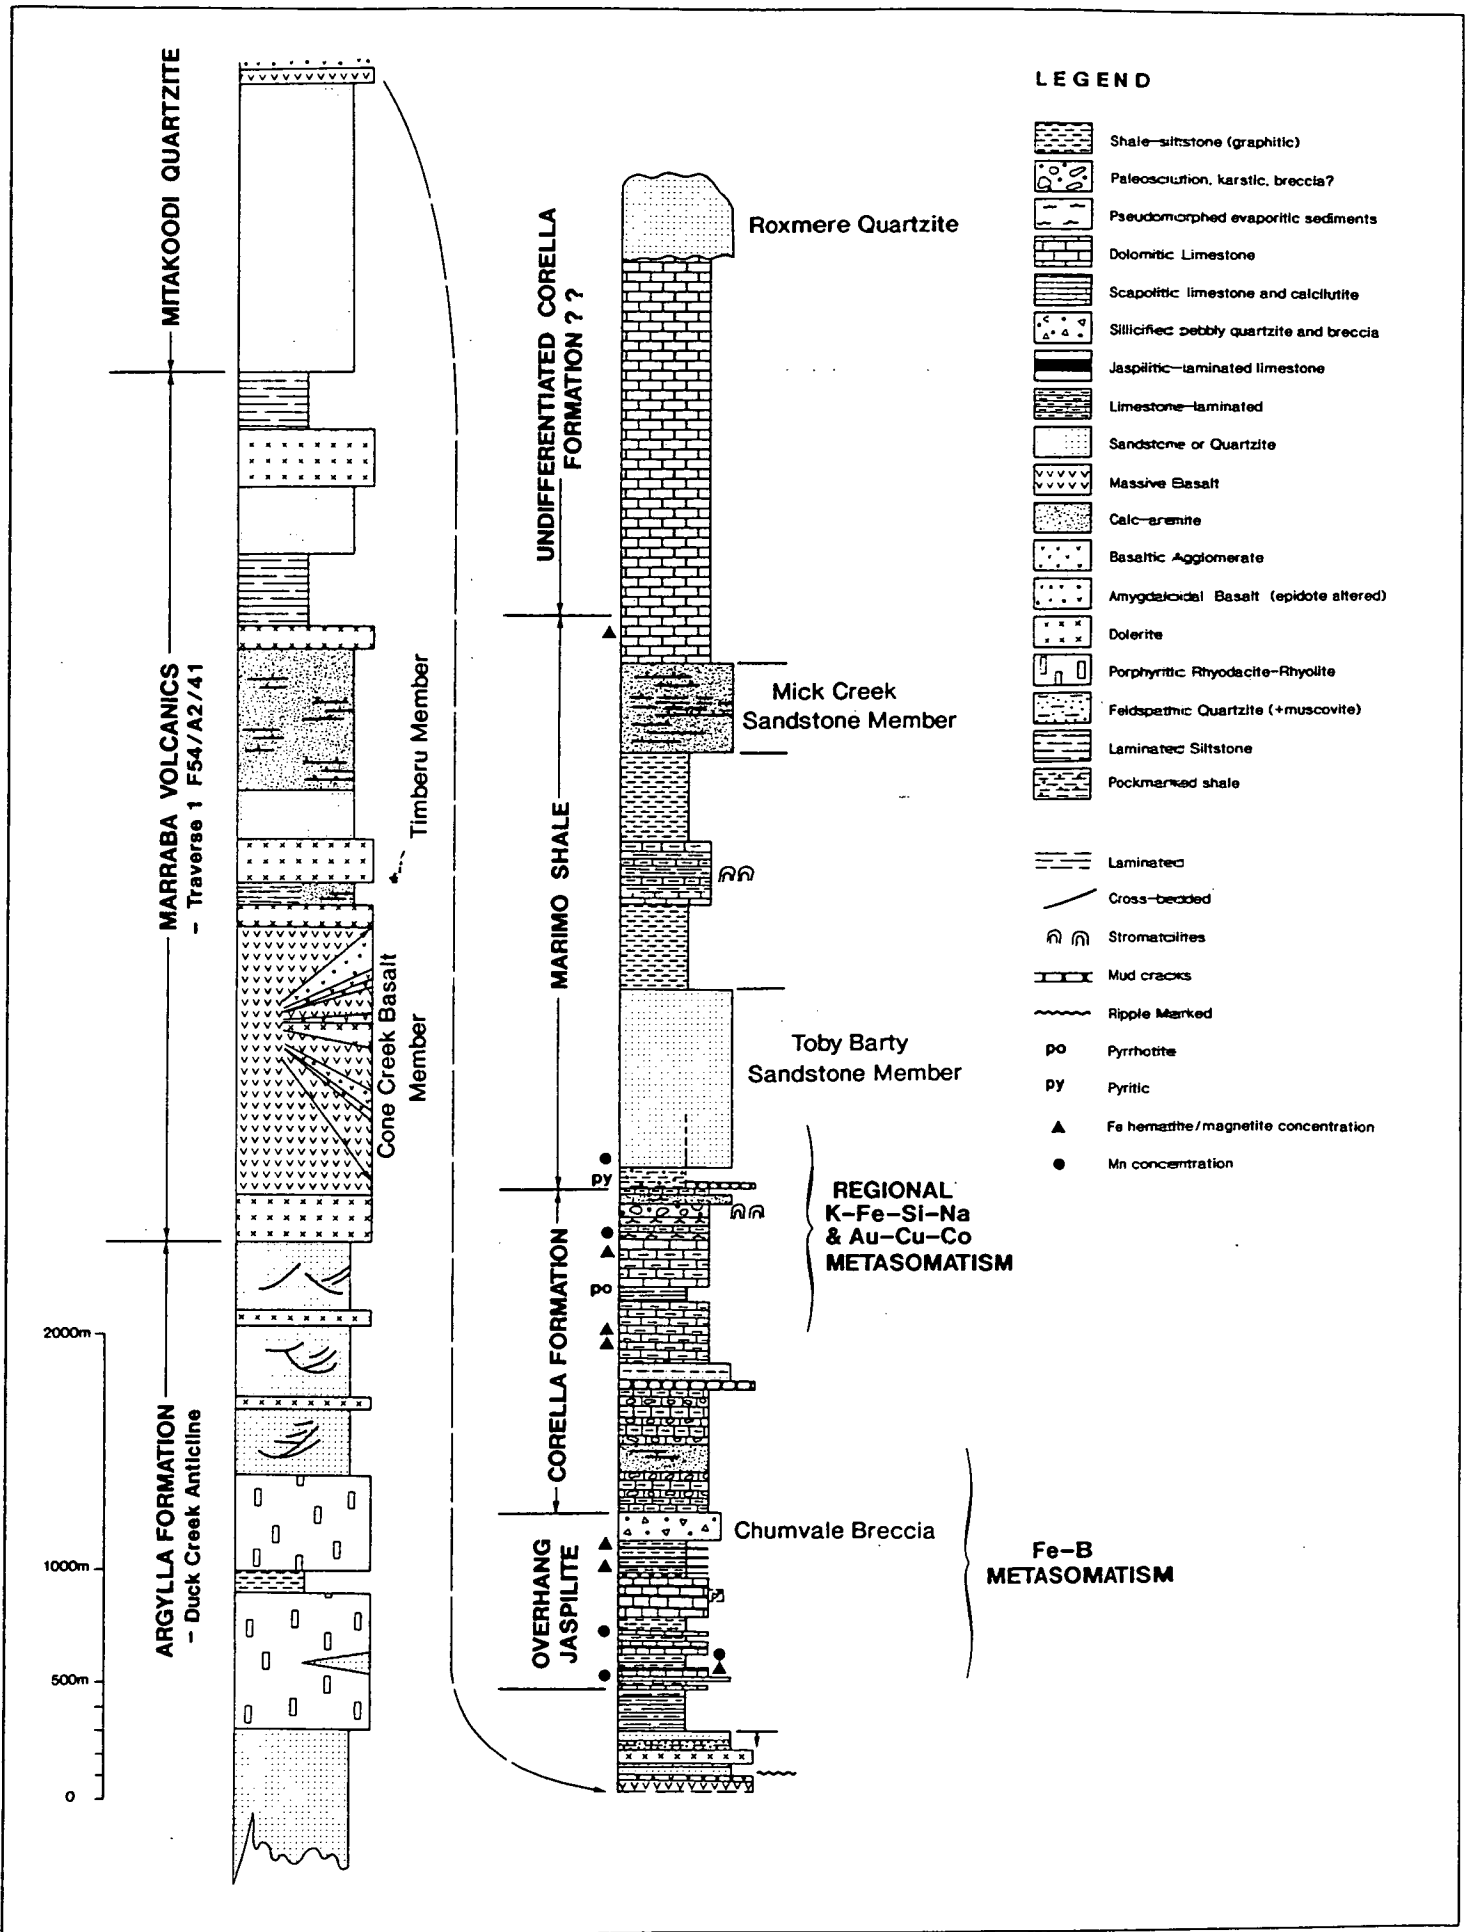 MITAKOODI QUARTZITE
MARRABA VOLCANICS
- Traverse 1 F54/A2/41
ARGYLLA FORMATION
- Duck Creek Anticline
Timberu Member
Cone Creek Basalt
Member
2000m
1000m
500m
0
UNDIFFERENTIATED CORELLA
FORMATION ? ?
MARIMO SHALE
CORELLA FORMATION
OVERHANG
JASPILITE
Roxmere Quartzite
Mick Creek
Sandstone Member
Toby Barty
Sandstone Member
py
po
REGIONAL
K-Fe-Si-Na
& Au-Cu-Co
METASOMATISM
Chumvale Breccia
Fe-B
METASOMATISM
LEGEND
Shale-siltstone (graphitic)
Paleosolution, karstic, breccia?
Pseudomorphed evaporitic sediments
Dolomitic Limestone
Scapolitic limestone and calcilutite
Sillicified pebbly quartzite and breccia
Jaspilitic-laminated limestone
Limestone-laminated
Sandstone or Quartzite
Massive Basalt
Calc-arenite
Basaltic Agglomerate
Amygdaloidal Basalt (epidote altered)
Dolerite
Porphyritic Rhyodacite-Rhyolite
Feldspathic Quartzite (+muscovite)
Laminated Siltstone
Pockmarked shale
Laminated
Cross-bedded
Stromatolites
Mud cracks
Ripple Marked
po Pyrrhotite
py Pyritic
Fe hematite/magnetite concentration
Mn concentration